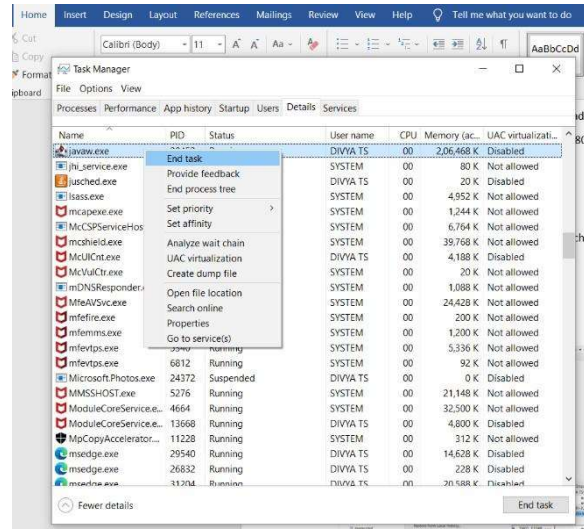 Home Insert Design Layout References Mailings Review View Help Tell me what you want to do
Cut
Calibri (Body) 11 A A Aa AaBbCcDd
Copy
Format
Task Manager
ipboard
File Options View
Processes Performance App history Startup Users Details Services
Name PID Status User name CPU Memory (ac... UAC virtualizati...
javaw.exe DIVYA TS 00 2,06,468 K Disabled
End task
jhi_service.exe SYSTEM 00 80 K Not allowed
Provide feedback
jusched.exe DIVYA TS 00 20 K Disabled
End process tree
lsass.exe SYSTEM 00 4,952 K Not allowed
Set priority
mcapexe.exe SYSTEM 00 1,244 K Not allowed
Set affinity
McCSPServiceHos SYSTEM 00 6,764 K Not allowed
mcshield.exe SYSTEM 00 39,768 K Not allowed
Analyze wait chain
McUICnt.exe DIVYA TS 00 4,188 K Disabled
UAC virtualization
McVulCtr.exe SYSTEM 00 20 K Not allowed
Create dump file
mDNSResponder. SYSTEM 00 1,088 K Not allowed
Open file location
MfeAVSvc.exe SYSTEM 00 24,428 K Not allowed
Search online
mfefire.exe SYSTEM 00 200 K Not allowed
Properties
mfemms.exe SYSTEM 00 1,200 K Not allowed
Go to service(s)
mfevtps.exe Running SYSTEM 00 5,336 K Not allowed
mfevtps.exe 6812 Running SYSTEM 00 92 K Not allowed
Microsoft.Photos.exe 24372 Suspended DIVYA TS 00 0 K Disabled
MMSSHOST.EXE 5276 Running SYSTEM 00 21,148 K Not allowed
ModuleCoreService.e... 4664 Running SYSTEM 00 32,500 K Not allowed
ModuleCoreService.e... 13668 Running DIVYA TS 00 4,800 K Disabled
MpCopyAccelerator.... 11228 Running SYSTEM 00 312 K Not allowed
msedge.exe 29540 Running DIVYA TS 00 14,628 K Disabled
msedge.exe 26832 Running DIVYA TS 00 228 K Disabled
msedge.exe 31204 Running DIVYA TS 00 20,588 K Disabled
Fewer details End task